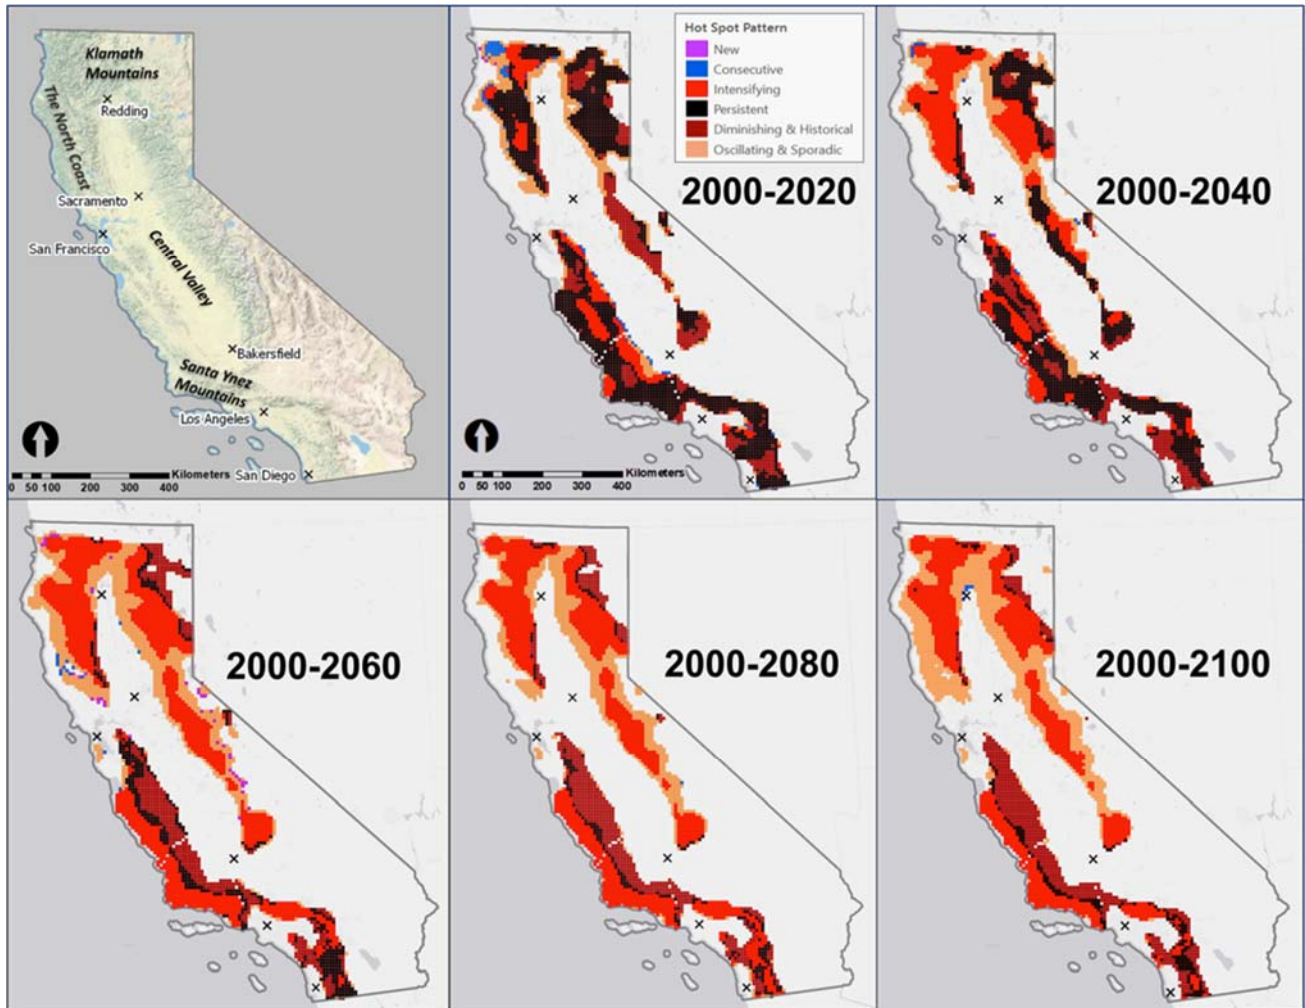 Klamath
Mountains
The North Coast
Redding
Sacramento
San Francisco
Central Valley
Bakersfield
Santa Ynez
Mountains
Los Angeles
San Diego
Kilometers
0 50 100 200 300 400
Hot Spot Pattern
New
Consecutive
Intensifying
Persistent
Diminishing & Historical
Oscillating & Sporadic
2000-2020
Kilometers
0 50 100 200 300 400
2000-2040
2000-2060
2000-2080
2000-2100